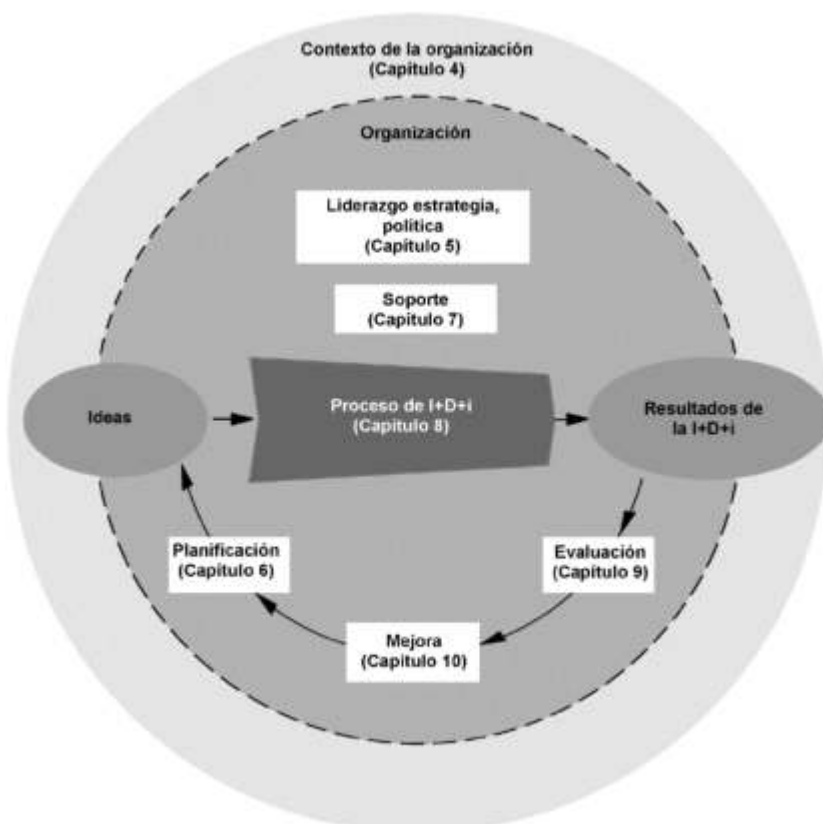 Contexto de la organización
(Capítulo 4)
Organización
Liderazgo estrategia,
política
(Capítulo 5)
Soporte
(Capítulo 7)
Ideas
Proceso de I+D+i
(Capítulo 8)
Resultados de
la I+D+i
Planificación
(Capítulo 6)
Evaluación
(Capítulo 9)
Mejora
(Capítulo 10)